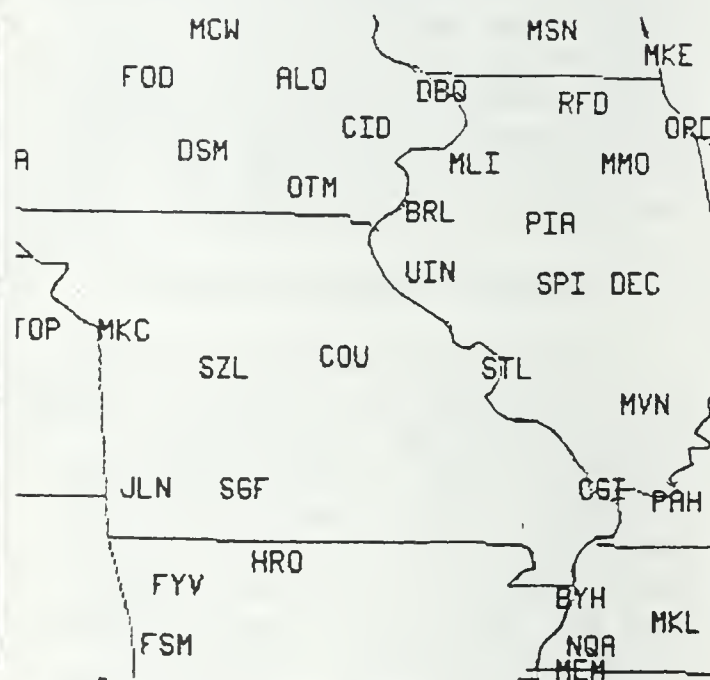 MCW MSN
MKE
FOD ALO DBQ RFD
CID ORD
A DSM MLI MMO
OTM
BRL PIA
UIN SPI DEC
TOP MKC
SZL COU STL
MVN
JLN SGF CGI PAH
HRO
FYV BYH
MKL
FSM NQA
MEM